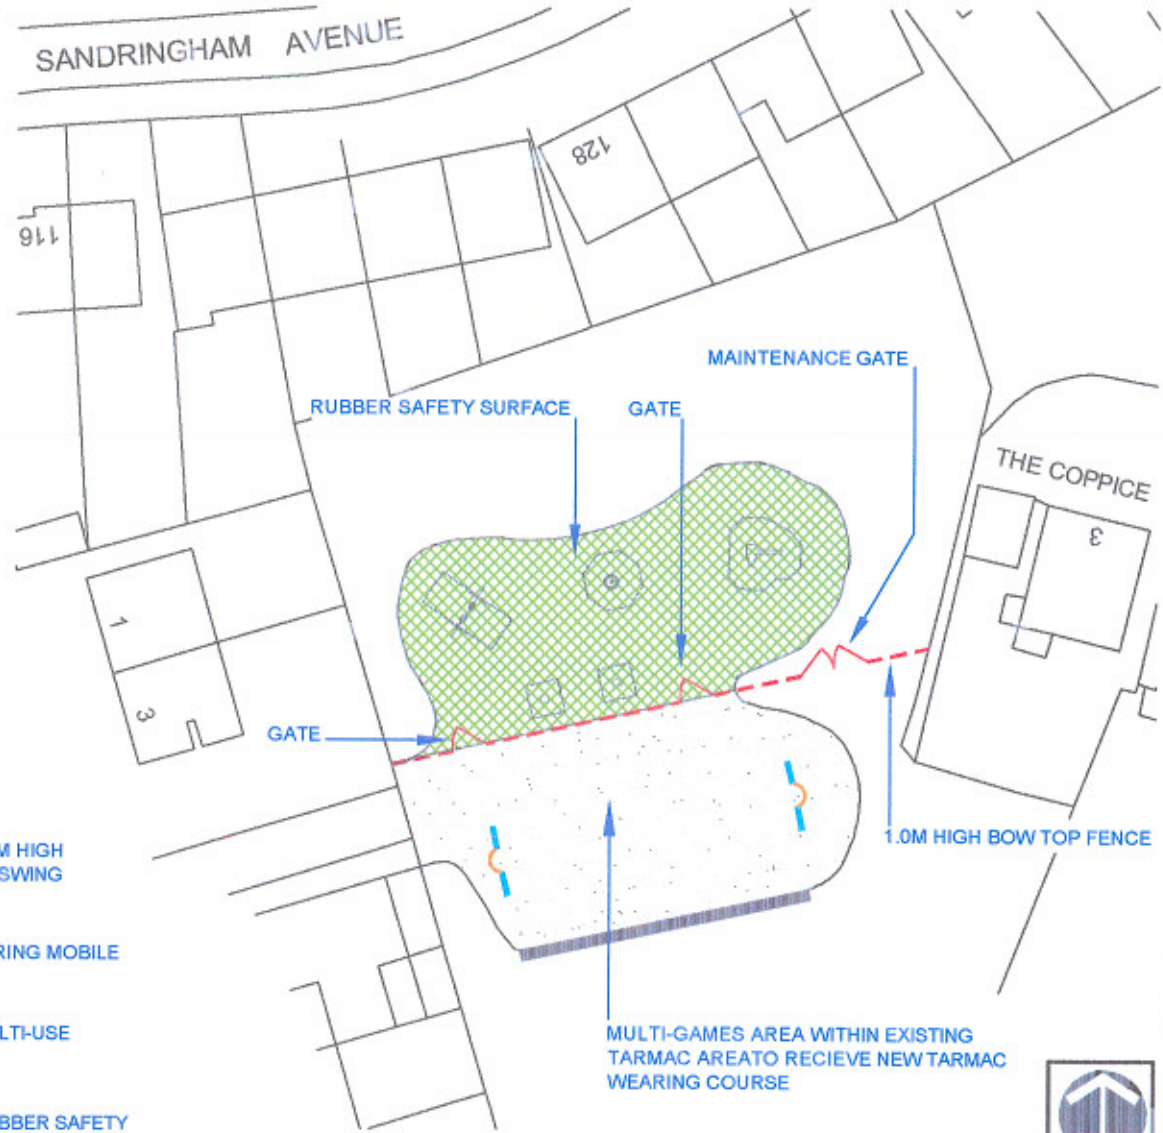 SANDRINGHAM AVENUE
128
116
MAINTENANCE GATE
RUBBER SAFETY SURFACE
GATE
THE COPPICE
3
1
3
GATE
1.0M HIGH BOW TOP FENCE
M HIGH
SWING
RING MOBILE
LTI-USE
MULTI-GAMES AREA WITHIN EXISTING
TARMAC AREATO RECIEVE NEW TARMAC
WEARING COURSE
BBER SAFETY